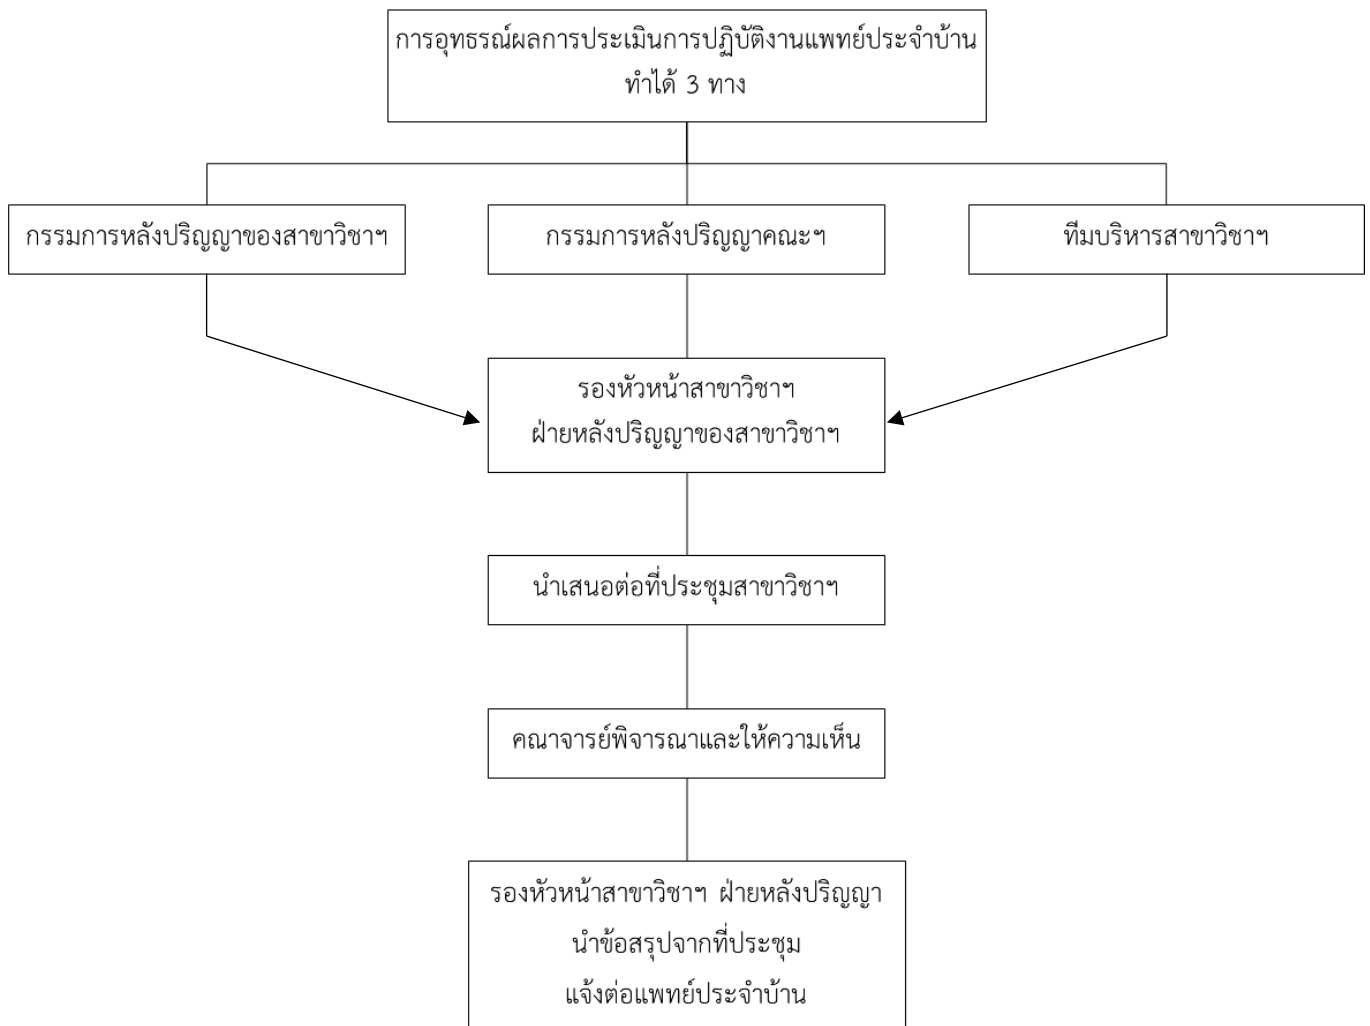 การอุทธรณ์ผลการประเมินการปฏิบัติงานแพทย์ประจำบ้าน
ทำได้ 3 ทาง
กรรมการหลังปริญญาของสาขาวิชาฯ
กรรมการหลังปริญญาคณะฯ
ทีมบริหารสาขาวิชาฯ
รองหัวหน้าสาขาวิชาฯ
ฝ่ายหลังปริญญาของสาขาวิชาฯ
นำเสนอต่อที่ประชุมสาขาวิชาฯ
คณาจารย์พิจารณาและให้ความเห็น
รองหัวหน้าสาขาวิชาฯ ฝ่ายหลังปริญญา
นำข้อสรุปจากที่ประชุม
แจ้งต่อแพทย์ประจำบ้าน